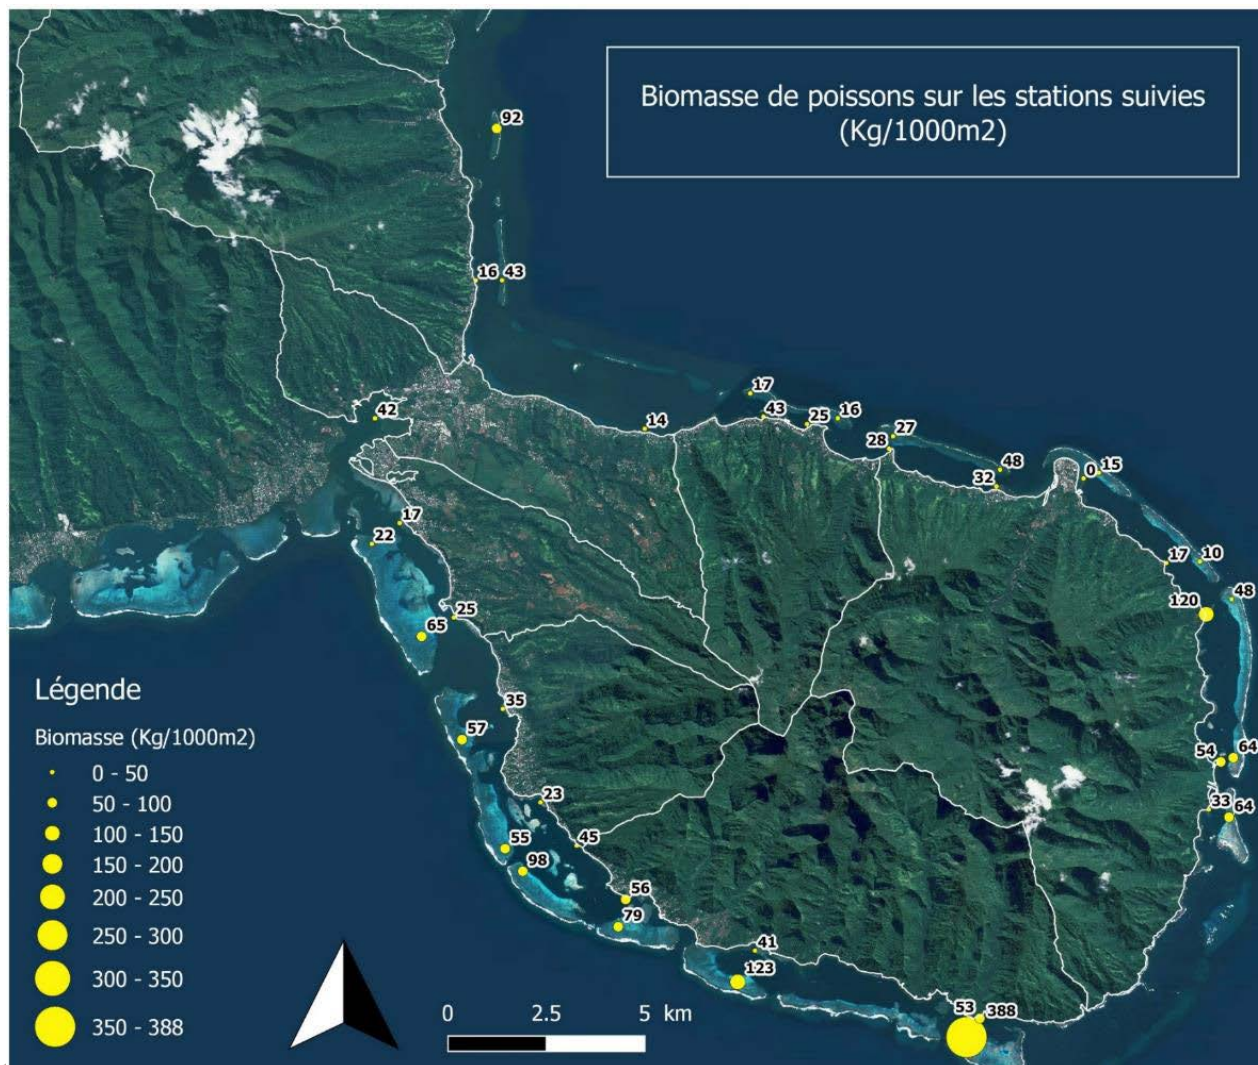 Biomasse de poissons sur les stations suivies
(Kg/1000m2)
92
16 43
17
42
14
43
25
16
27
28
48
32
0 15
17
22
17
10
48
120
25
65
35
57
54
64
33
64
23
45
55
98
56
79
41
123
53
388
Légende
Biomasse (Kg/1000m2)
0 - 50
50 - 100
100 - 150
150 - 200
200 - 250
250 - 300
300 - 350
350 - 388
0 2.5 5 km